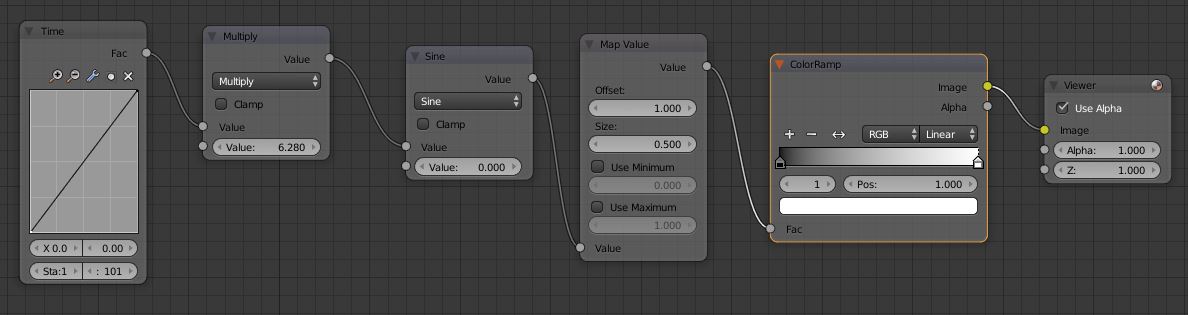 Time
Fac
X 0.0
0.00
Sta:1
: 101
Multiply
Value
Multiply
Clamp
Value
Value: 6.280
Sine
Value
Sine
Clamp
Value
Value: 0.000
Map Value
Value
Offset:
1.000
Size:
0.500
Use Minimum
0.000
Use Maximum
1.000
Value
ColorRamp
Image
Alpha
RGB Linear
1 Pos: 1.000
Fac
Viewer
Use Alpha
Image
Alpha: 1.000
Z: 1.000